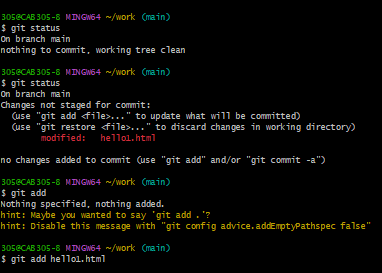 305@CAB305-8 MINGW64 ~/work (main)
$ git status
On branch main
nothing to commit, working tree clean
305@CAB305-8 MINGW64 ~/work (main)
$ git status
On branch main
Changes not staged for commit:
(use "git add <file>..." to update what will be committed)
(use "git restore <file>..." to discard changes in working directory)
modified: hello1.html
no changes added to commit (use "git add" and/or "git commit -a")
305@CAB305-8 MINGW64 ~/work (main)
$ git add
Nothing specified, nothing added.
hint: Maybe you wanted to say 'git add .'?
hint: Disable this message with "git config advice.addEmptyPathspec false"
305@CAB305-8 MINGW64 ~/work (main)
$ git add hello1.html